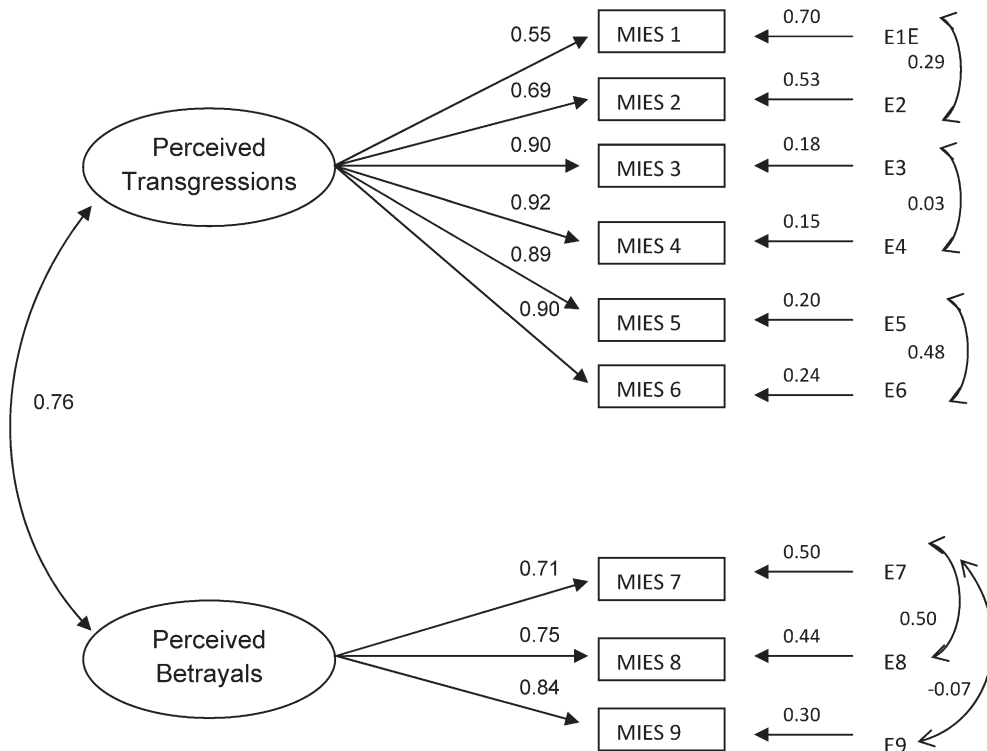 0.55
MIES 1
0.70
E1E
0.29
0.69
MIES 2
0.53
E2
Perceived
Transgressions
0.90
MIES 3
0.18
E3
0.03
0.92
MIES 4
0.15
E4
0.89
MIES 5
0.20
E5
0.48
0.90
MIES 6
0.24
E6
0.76
0.71
MIES 7
0.50
E7
0.50
Perceived
Betrayals
0.75
MIES 8
0.44
E8
-0.07
0.84
MIES 9
0.30
E9